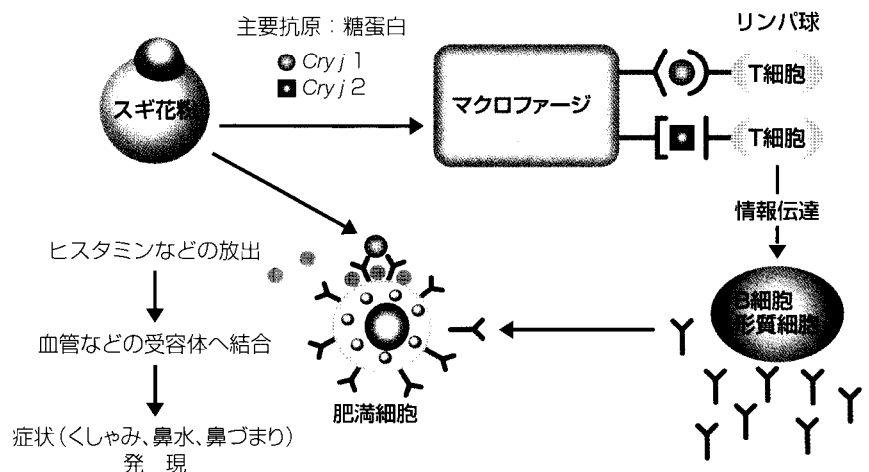 主要抗原：糖蛋白
Cry j 1
Cry j 2
スギ花粉
マクロファージ
リンパ球
T細胞
T細胞
情報伝達
B細胞
形質細胞
ヒスタミンなどの放出
血管などの受容体へ結合
症状（くしゃみ、鼻水、鼻づまり）
発　現
肥満細胞